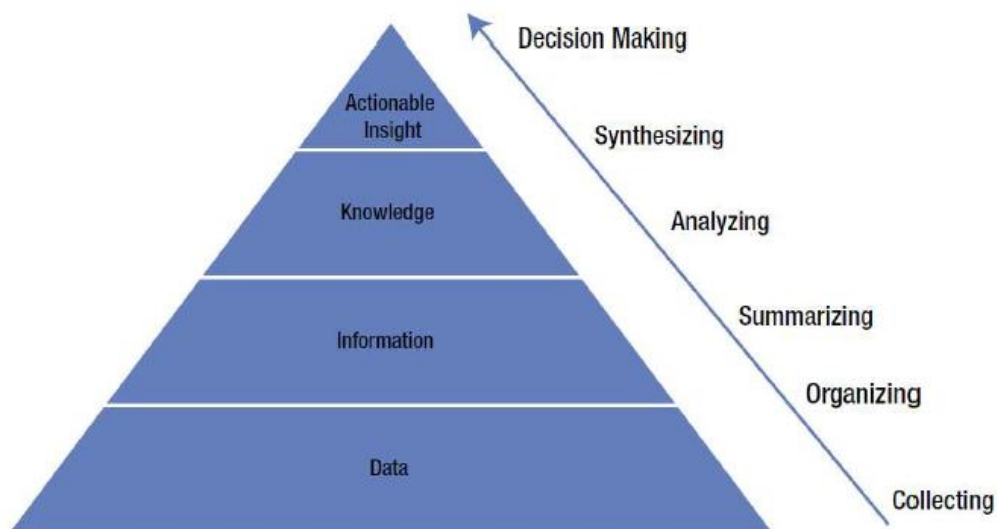 Decision Making
Actionable
Insight
Synthesizing
Knowledge
Analyzing
Summarizing
Information
Organizing
Data
Collecting